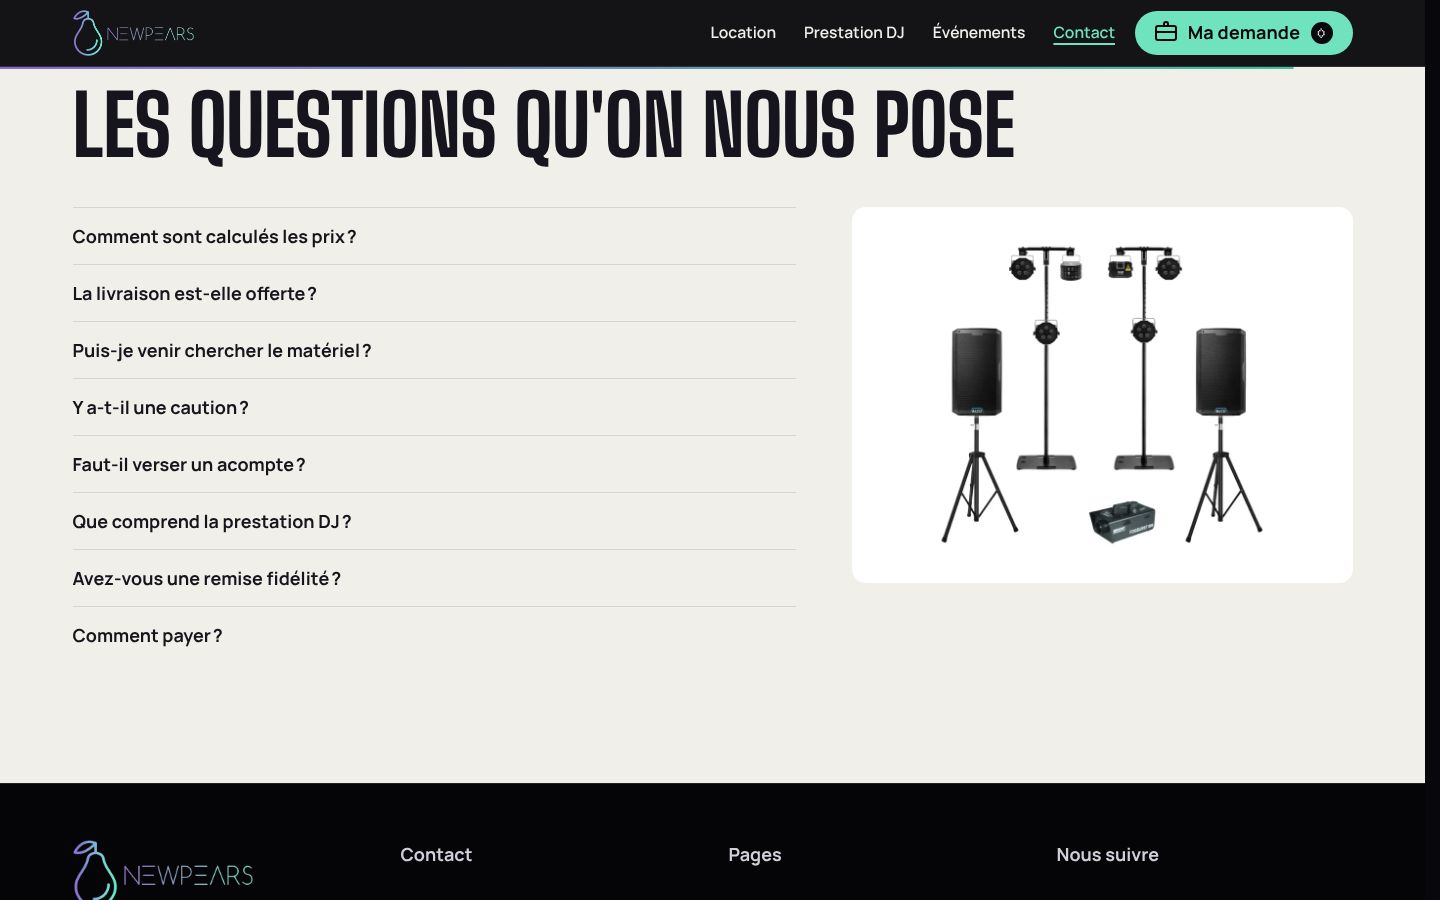 NEWPEARS
Location
Prestation DJ
Événements
Contact
Ma demande
0
LES QUESTIONS QU'ON NOUS POSE
Comment sont calculés les prix ?
La livraison est-elle offerte ?
Puis-je venir chercher le matériel ?
Y a-t-il une caution ?
Faut-il verser un acompte ?
Que comprend la prestation DJ ?
Avez-vous une remise fidélité ?
Comment payer ?
NEWPEARS
Contact
Pages
Nous suivre